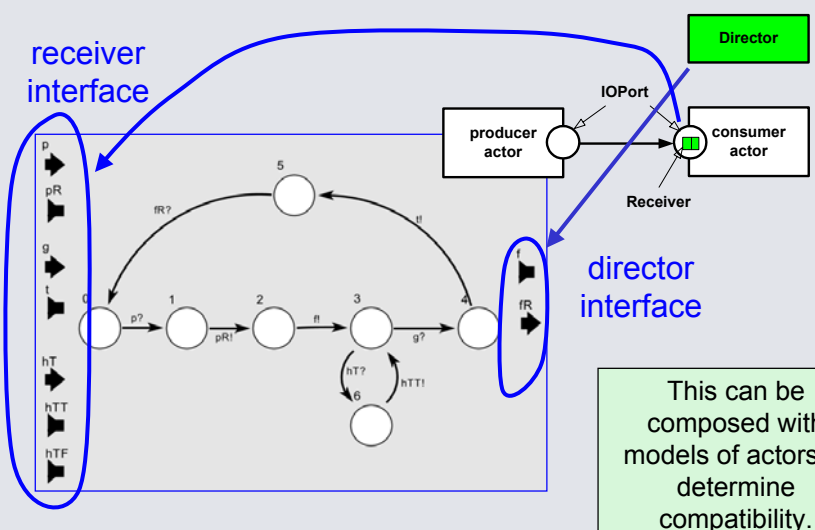 receiver
interface
Director
IOPort
producer
actor
consumer
actor
Receiver
p
pR
g
t
hT
hTT
hTF
5
fR?
t!
0
1
2
3
4
p?
pR!
f!
g?
hT?
hTT!
6
f
fR
director
interface
This can be
composed with
models of actors
determine
compatibility.